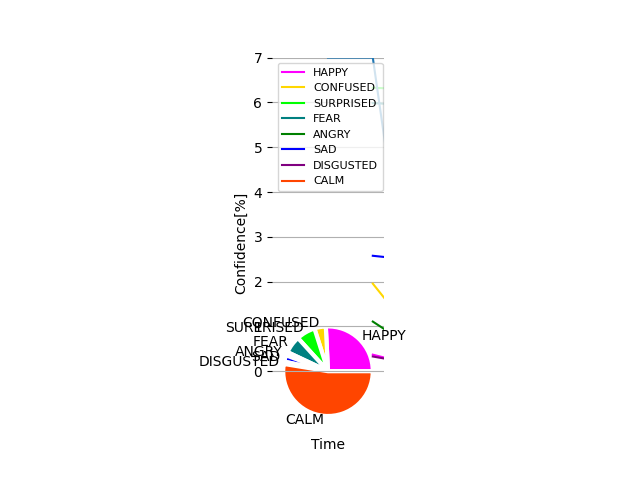 7
6
5
4
3
2
1
0
Confidence[%]
HAPPY
CONFUSED
SURPRISED
FEAR
ANGRY
SAD
DISGUSTED
CALM
CONFUSED
SURPRISED
HAPPY
FEAR
ANGRY
SAD
DISGUSTED
CALM
Time